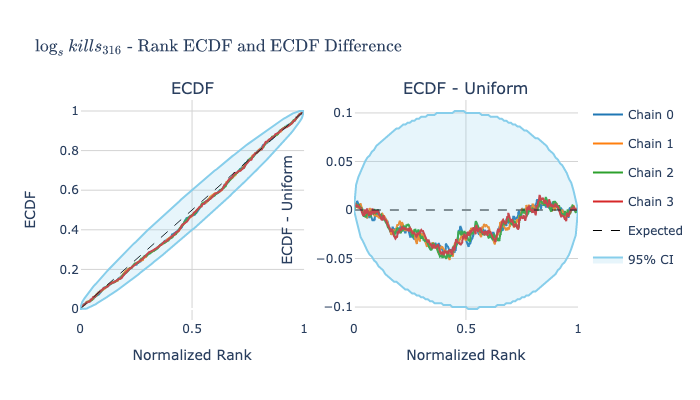 log_s kills_316 - Rank ECDF and ECDF Difference
ECDF
ECDF - Uniform
1
0.8
0.6
0.4
0.2
0
0
0.5
1
ECDF
Normalized Rank
0.1
0.05
0
−0.05
−0.1
0
0.5
1
ECDF - Uniform
Normalized Rank
Chain 0
Chain 1
Chain 2
Chain 3
Expected
95% CI